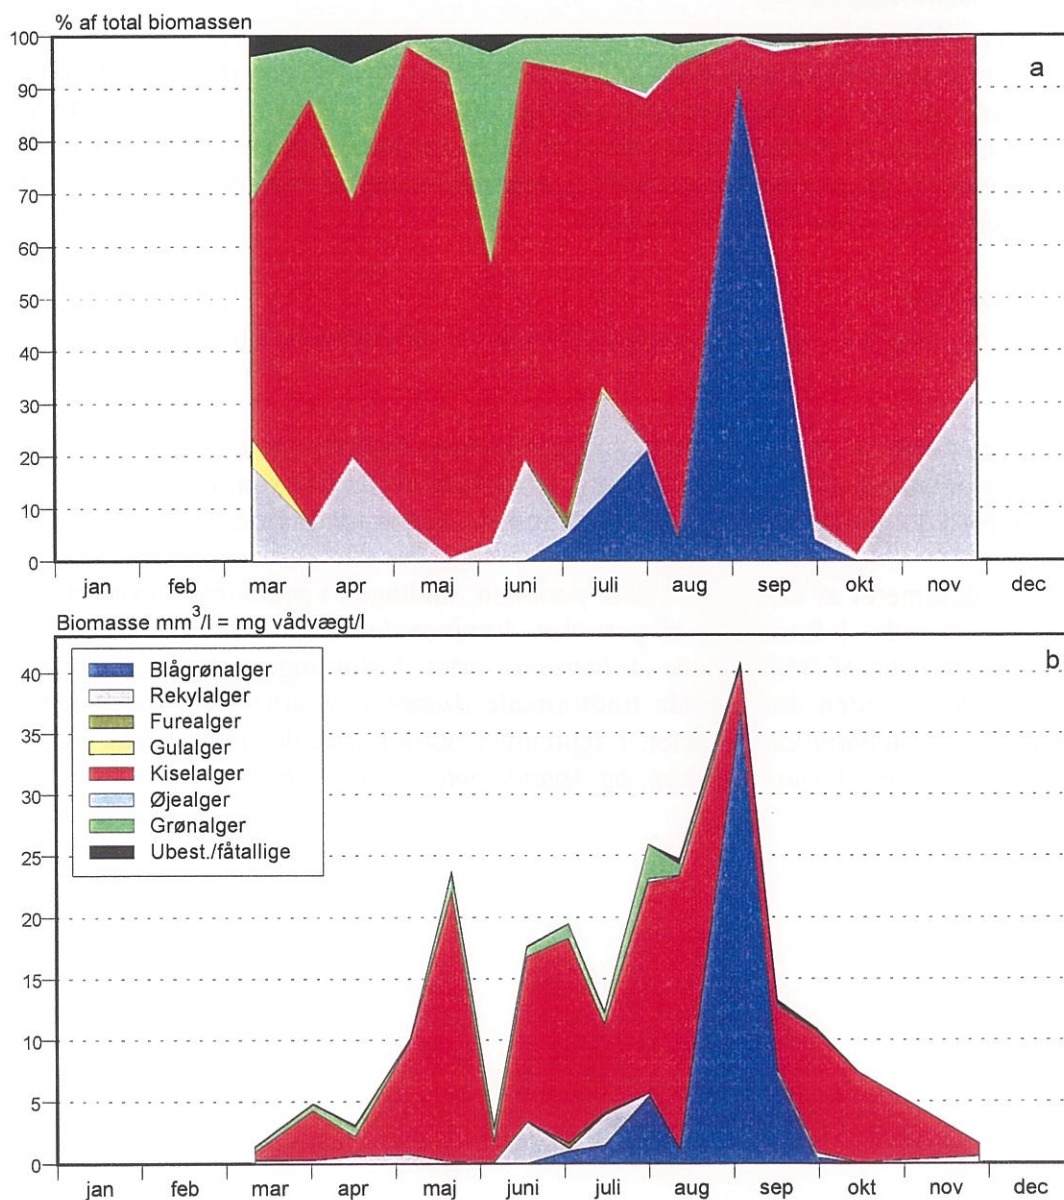 % af total biomassen
100
a
90
80
70
60
50
40
30
20
10
0
jan feb mar apr maj juni juli aug sep okt nov dec
Biomasse mm³/l = mg vådvægt/l
b
40
35
30
25
20
15
10
5
0
Blågrønalger
Rekylalger
Furealger
Gulalger
Kiselalger
Øjealger
Grønalger
Ubest./fåtallige
jan feb mar apr maj juni juli aug sep okt nov dec